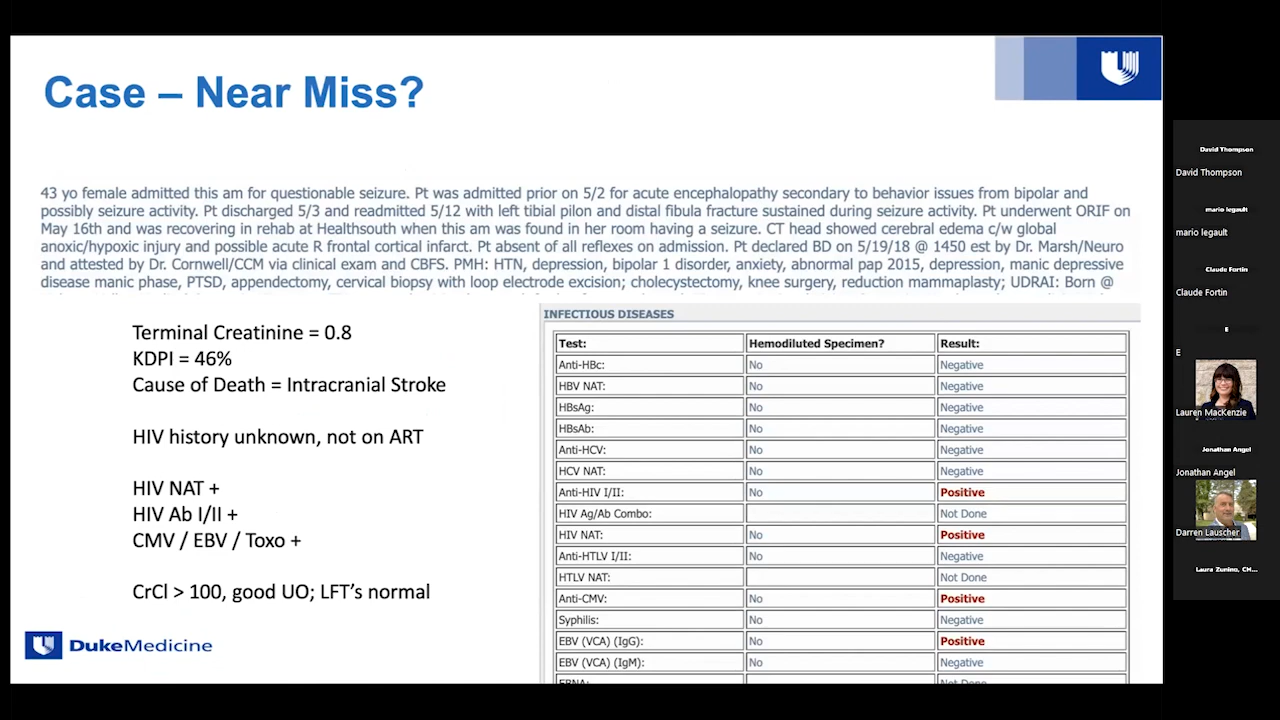 Case – Near Miss?
43 yo female admitted this am for questionable seizure. Pt was admitted prior on 5/2 for acute encephalopathy secondary to behavior issues from bipolar and
possibly seizure activity. Pt discharged 5/3 and readmitted 5/12 with left tibial pilon and distal fibula fracture sustained during seizure activity. Pt underwent ORIF on
May 16th and was recovering in rehab at Healthsouth when this am was found in her room having a seizure. CT head showed cerebral edema c/w global
anoxic/hypoxic injury and possible acute R frontal cortical infarct. Pt absent of all reflexes on admission. Pt declared BD on 5/19/18 @ 1450 est by Dr. Marsh/Neuro
and attested by Dr. Cornwell/CCM via clinical exam and CBFS. PMH: HTN, depression, bipolar 1 disorder, anxiety, abnormal pap 2015, depression, manic depressive
disease manic phase, PTSD, appendectomy, cervical biopsy with loop electrode excision; cholecystectomy, knee surgery, reduction mammaplasty; UDRAI: Born @
Terminal Creatinine = 0.8
KDPI = 46%
Cause of Death = Intracranial Stroke
HIV history unknown, not on ART
HIV NAT +
HIV Ab I/II +
CMV / EBV / Toxo +
CrCl > 100, good UO; LFT's normal
DukeMedicine
INFECTIOUS DISEASES
Test: Hemodiluted Specimen? Result:
Anti-HBc: No Negative
HBV NAT: No Negative
HBsAg: No Negative
HBsAb: No Negative
Anti-HCV: No Negative
HCV NAT: No Negative
Anti-HIV I/II: No Positive
HIV Ag/Ab Combo: Not Done
HIV NAT: No Positive
Anti-HTLV I/II: No Negative
HTLV NAT: Not Done
Anti-CMV: No Positive
Syphilis: No Negative
EBV (VCA) (IgG): No Positive
EBV (VCA) (IgM): No Negative
EBNA: Not Done
David Thompson
David Thompson
mario legault
mario legault
Claude Fortin
Claude Fortin
E
E
Lauren MacKenzie
Jonathan Angel
Jonathan Angel
Darren Lauscher
Laura Zunino, CH...